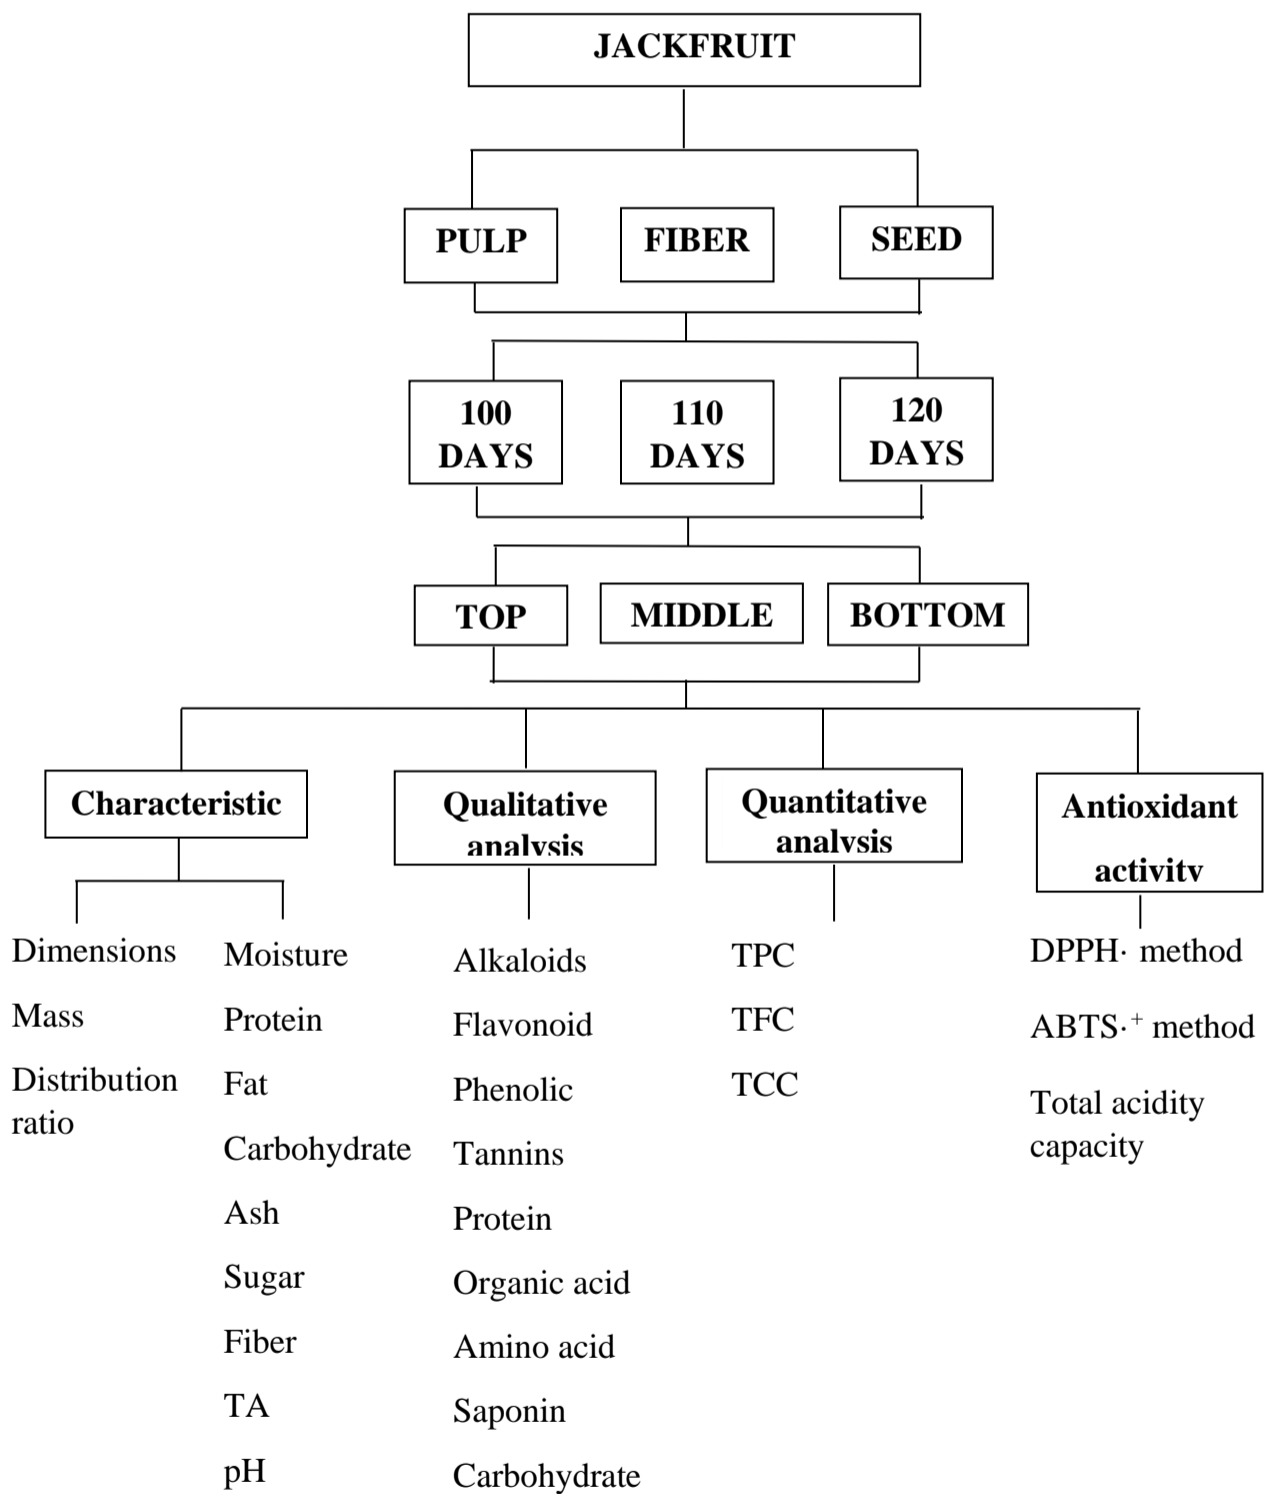 JACKFRUIT
PULP
FIBER
SEED
100
DAYS
110
DAYS
120
DAYS
TOP
MIDDLE
BOTTOM
Characteristic
Qualitative
analysis
Quantitative
analysis
Antioxidant
activity
Dimensions
Mass
Distribution
ratio
Moisture
Protein
Fat
Carbohydrate
Ash
Sugar
Fiber
TA
pH
Alkaloids
Flavonoid
Phenolic
Tannins
Protein
Organic acid
Amino acid
Saponin
Carbohydrate
TPC
TFC
TCC
DPPH· method
ABTS·⁺ method
Total acidity
capacity